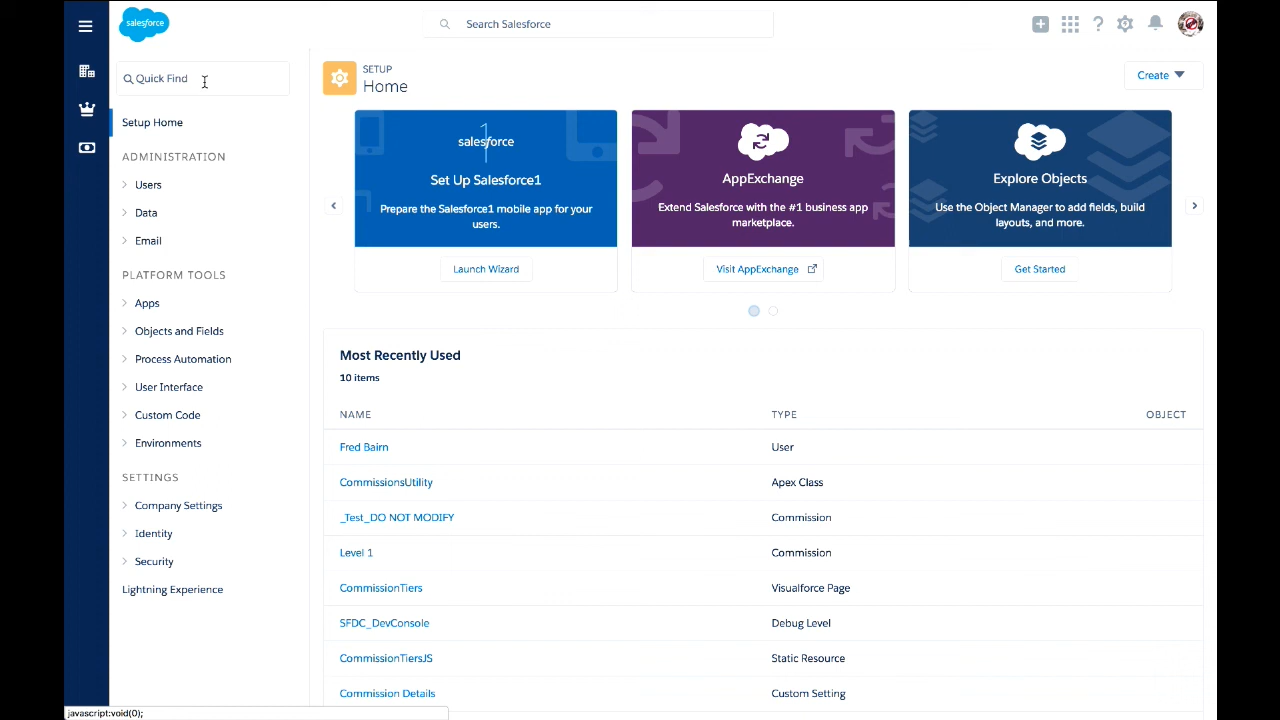 salesforce
Search Salesforce
Quick Find
Setup Home
ADMINISTRATION
Users
Data
Email
PLATFORM TOOLS
Apps
Objects and Fields
Process Automation
User Interface
Custom Code
Environments
SETTINGS
Company Settings
Identity
Security
Lightning Experience
SETUP
Home
Create
salesforce1
Set Up Salesforce1
Prepare the Salesforce1 mobile app for your
users.
Launch Wizard
AppExchange
Extend Salesforce with the #1 business app
marketplace.
Visit AppExchange
Explore Objects
Use the Object Manager to add fields, build
layouts, and more.
Get Started
Most Recently Used
10 items
NAME TYPE OBJECT
Fred Bairn User
CommissionsUtility Apex Class
_Test_DO NOT MODIFY Commission
Level 1 Commission
CommissionTiers Visualforce Page
SFDC_DevConsole Debug Level
CommissionTiersJS Static Resource
Commission Details Custom Setting
javascript:void(0);